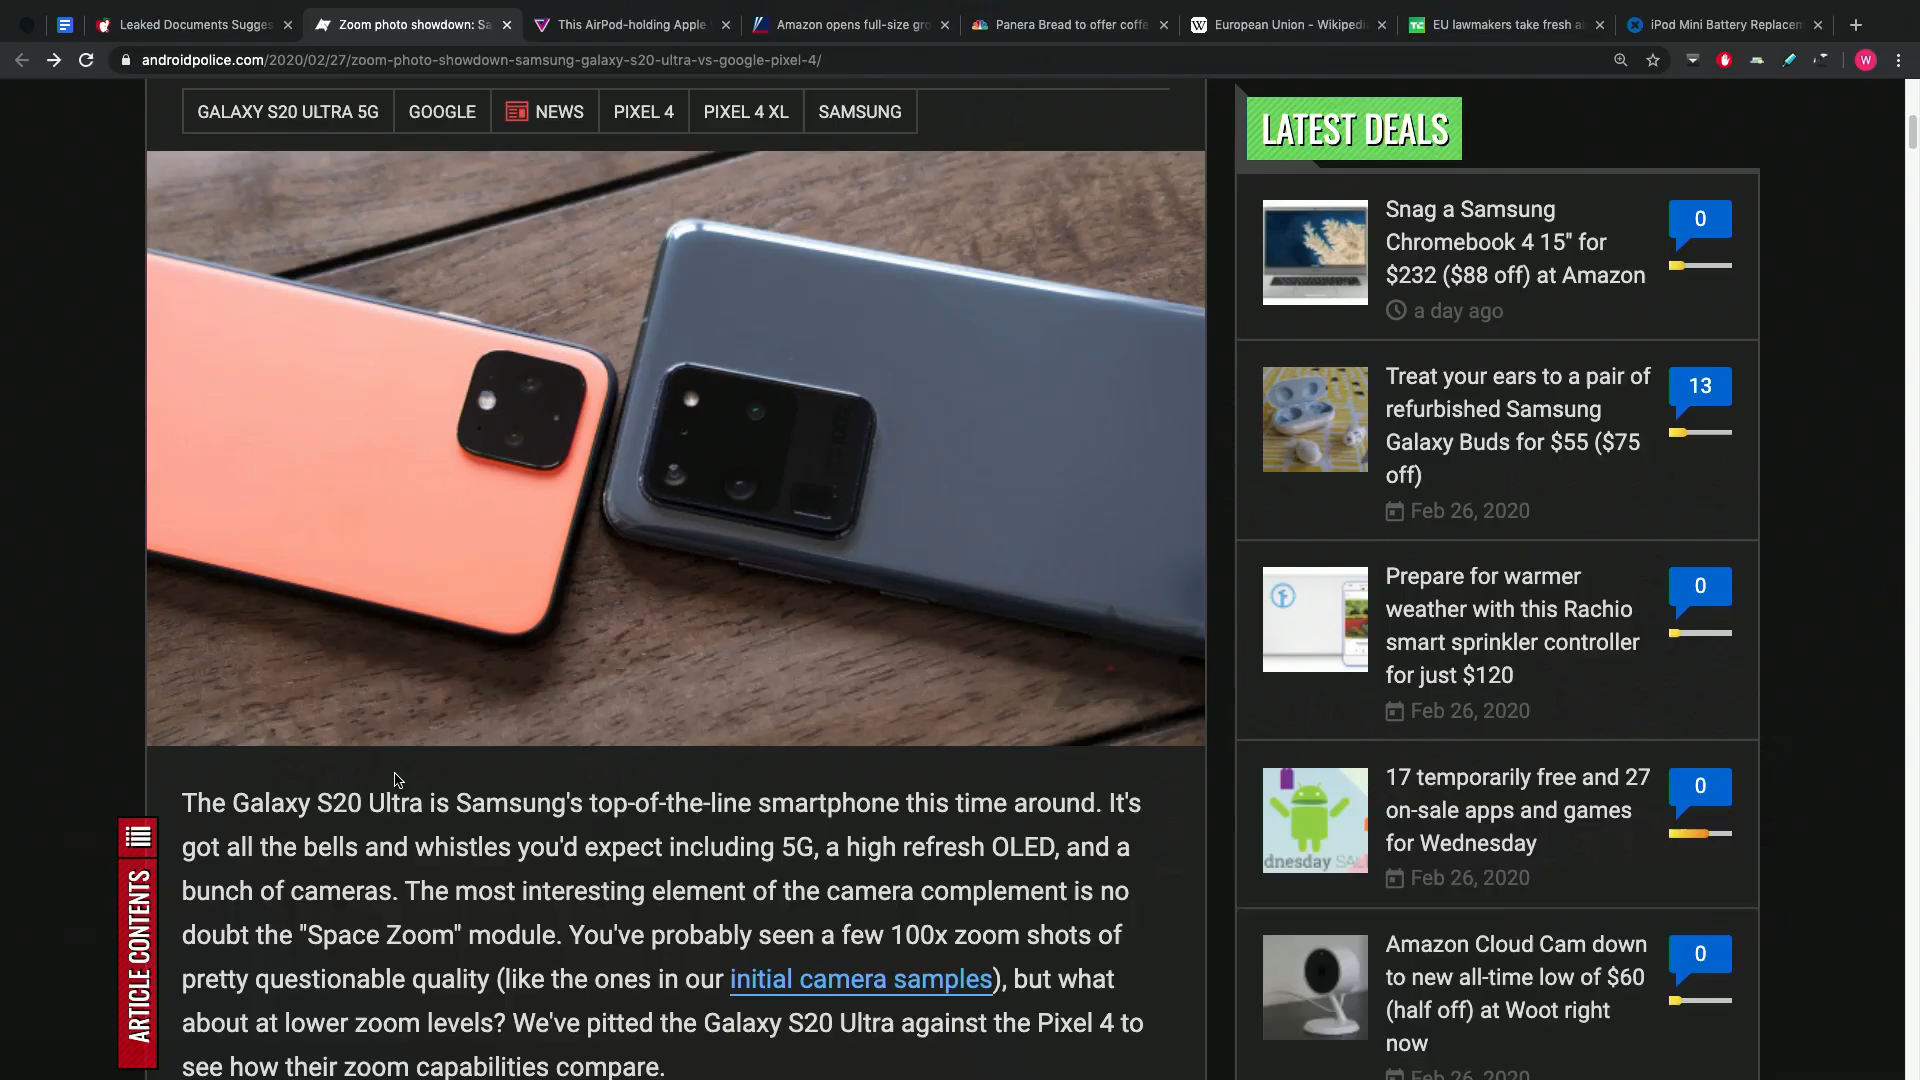 Leaked Documents Sugges
Zoom photo showdown: Sa
This AirPod-holding Apple
Amazon opens full-size gro
Panera Bread to offer coffe
European Union - Wikipedi
EU lawmakers take fresh ai
iPod Mini Battery Replacem
androidpolice.com/2020/02/27/zoom-photo-showdown-samsung-galaxy-s20-ultra-vs-google-pixel-4/
W
GALAXY S20 ULTRA 5G
GOOGLE
NEWS
PIXEL 4
PIXEL 4 XL
SAMSUNG
The Galaxy S20 Ultra is Samsung's top-of-the-line smartphone this time around. It's
got all the bells and whistles you'd expect including 5G, a high refresh OLED, and a
bunch of cameras. The most interesting element of the camera complement is no
doubt the "Space Zoom" module. You've probably seen a few 100x zoom shots of
pretty questionable quality (like the ones in our initial camera samples), but what
about at lower zoom levels? We've pitted the Galaxy S20 Ultra against the Pixel 4 to
see how their zoom capabilities compare.
ARTICLE CONTENTS
LATEST DEALS
Snag a Samsung
Chromebook 4 15" for
$232 ($88 off) at Amazon
a day ago
0
Treat your ears to a pair of
refurbished Samsung
Galaxy Buds for $55 ($75
off)
Feb 26, 2020
13
Prepare for warmer
weather with this Rachio
smart sprinkler controller
for just $120
Feb 26, 2020
0
17 temporarily free and 27
on-sale apps and games
for Wednesday
Feb 26, 2020
0
dnesday SAL
Amazon Cloud Cam down
to new all-time low of $60
(half off) at Woot right
now
Feb 26, 2020
0